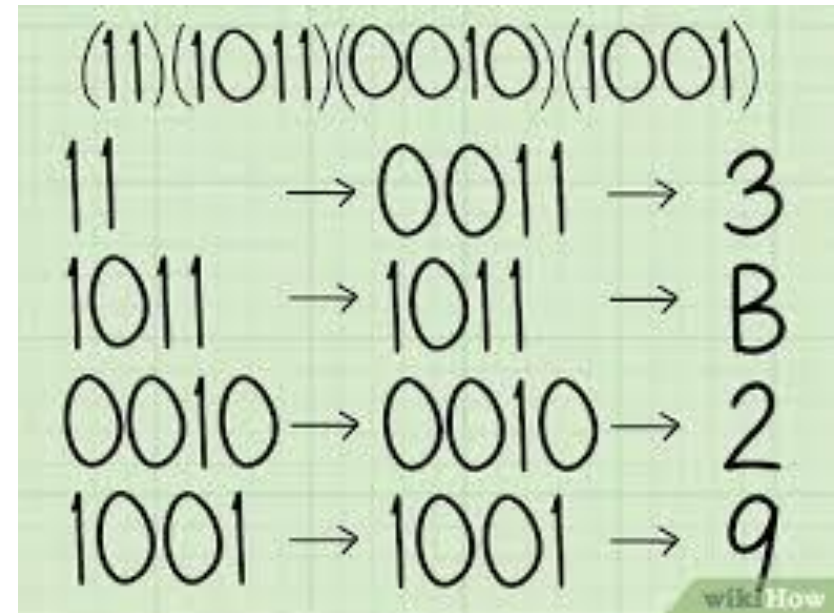 (11)(1011)(0010)(1001)
11 → 0011 → 3
1011 → 1011 → B
0010 → 0010 → 2
1001 → 1001 → 9
wikiHow